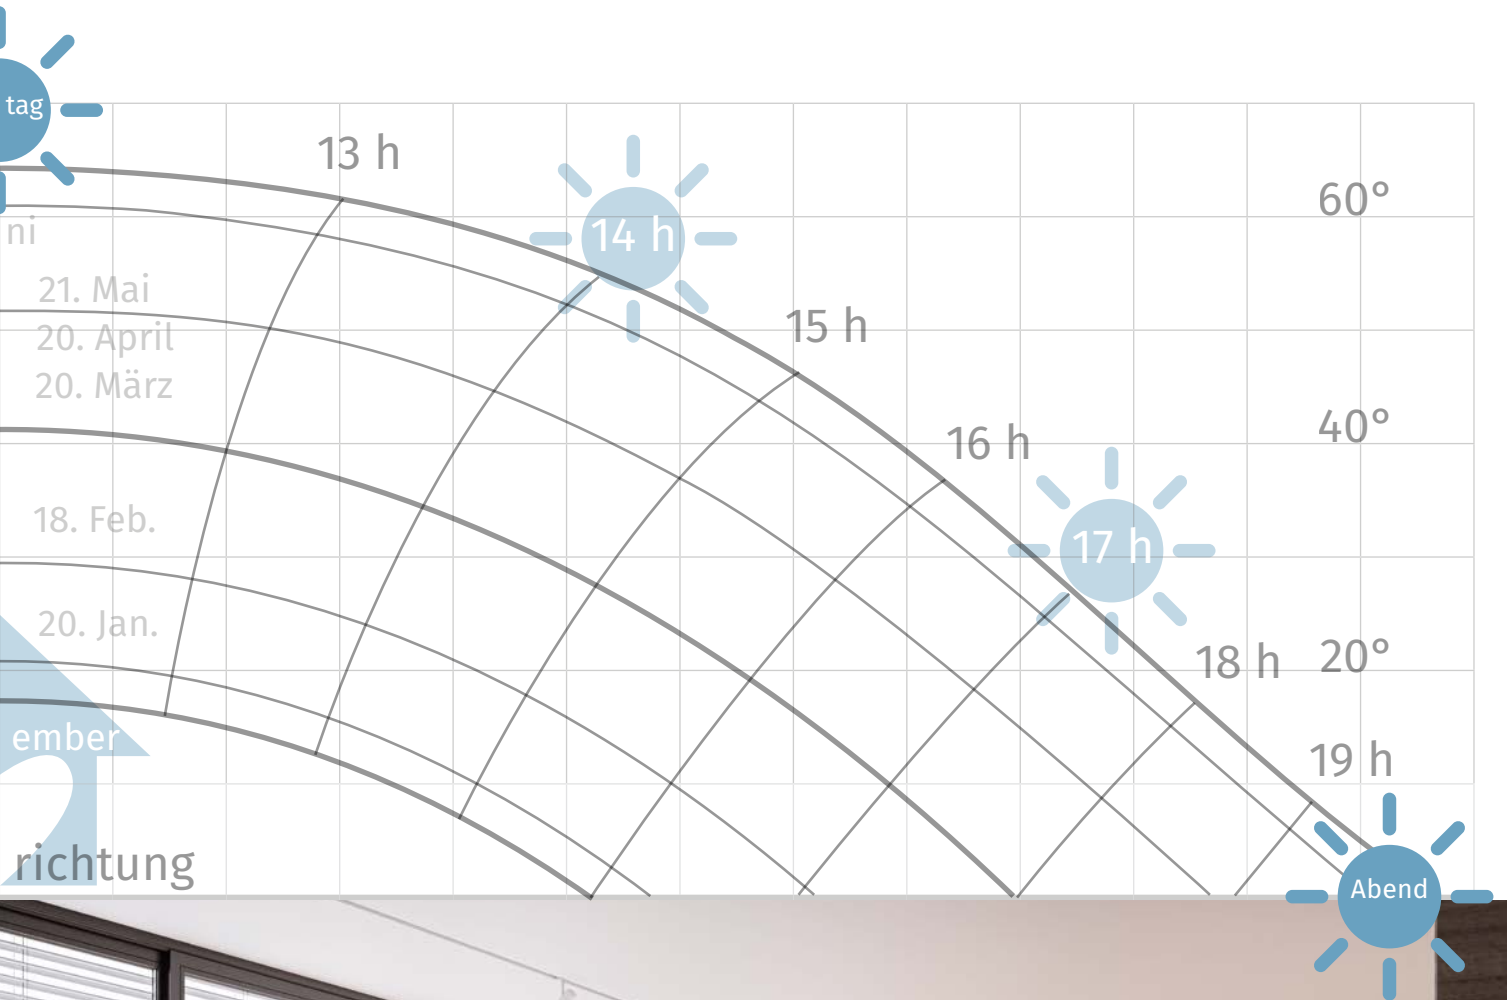 tag
13 h
14 h
60°
ni
21. Mai
15 h
20. April
20. März
40°
16 h
18. Feb.
17 h
20. Jan.
18 h
20°
ember
19 h
richtung
Abend